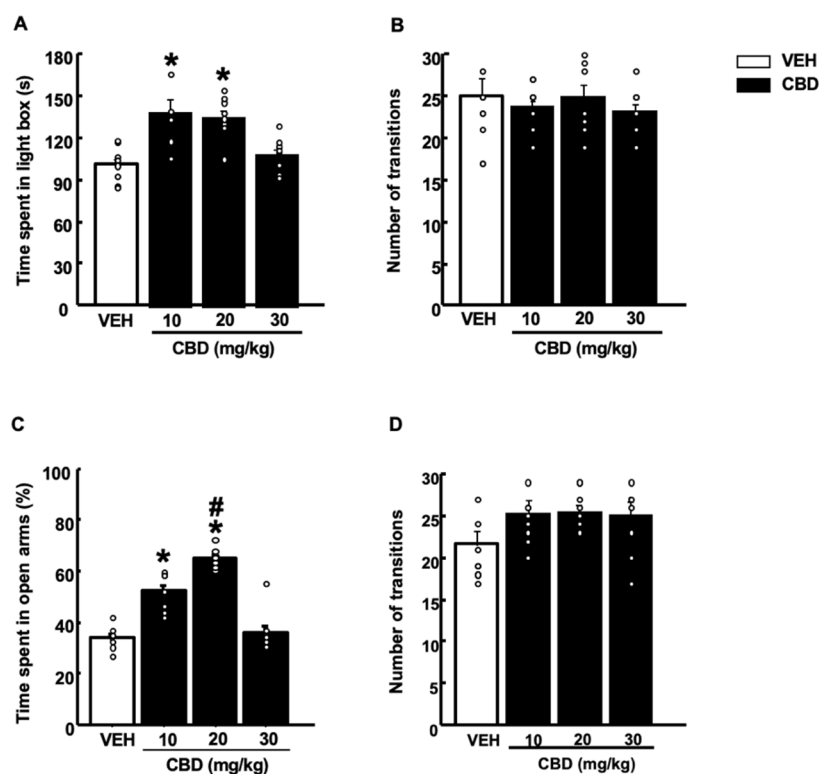 A
Time spent in light box (s)
180
150
120
90
60
30
0
*
*
VEH
10
20
30
CBD (mg/kg)
B
Number of transitions
30
25
20
15
10
5
0
VEH
10
20
30
CBD (mg/kg)
VEH
CBD
C
Time spent in open arms (%)
100
80
60
40
20
0
*
#
*
VEH
10
20
30
CBD (mg/kg)
D
Number of transitions
30
25
20
15
10
5
0
VEH
10
20
30
CBD (mg/kg)